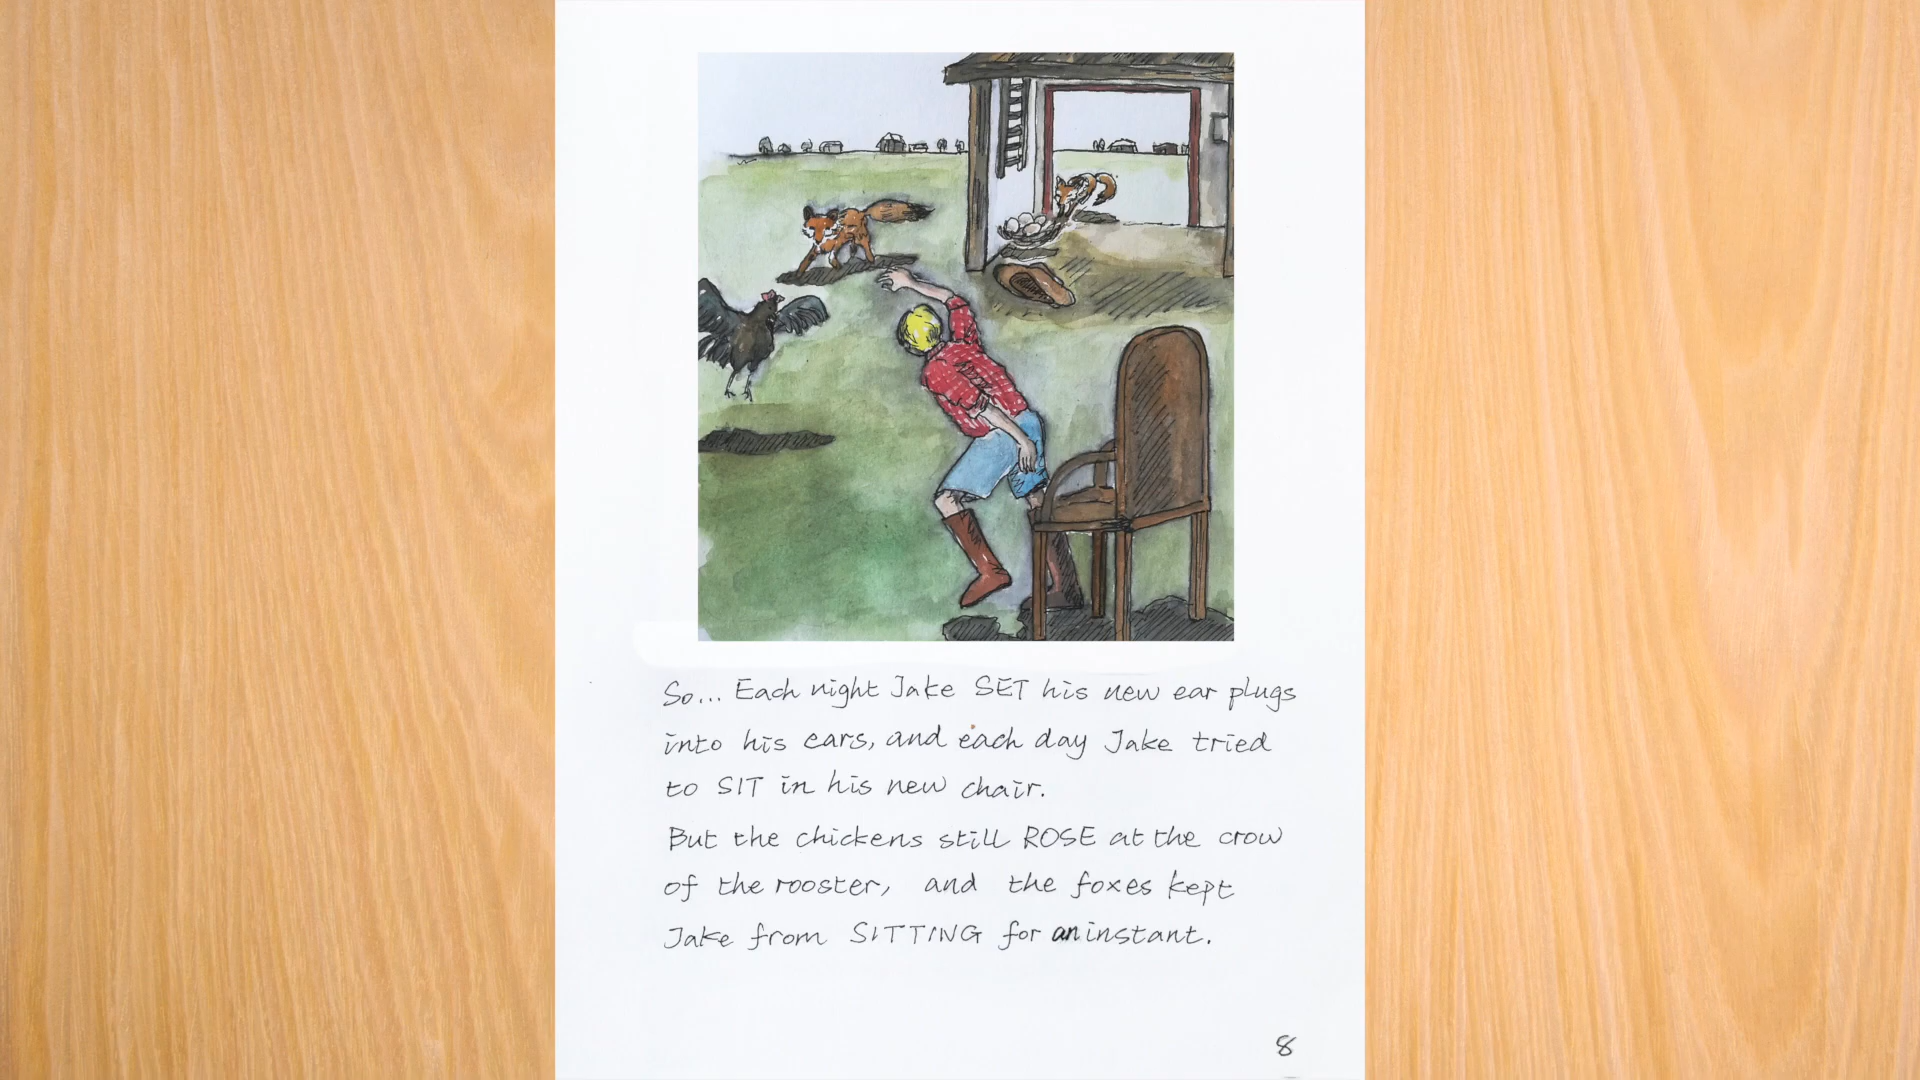 So... Each night Jake SET his new ear plugs
into his ears, and each day Jake tried
to SIT in his new chair.
But the chickens still ROSE at the crow
of the rooster, and the foxes kept
Jake from SITTING for an instant.
8